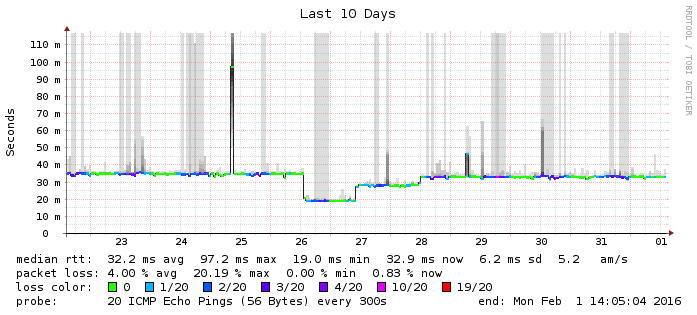 Last 10 Days
RRDTOOL / TOBI OETIKER
Seconds
110 m
100 m
90 m
80 m
70 m
60 m
50 m
40 m
30 m
20 m
10 m
0
23 24 25 26 27 28 29 30 31 01
median rtt: 32.2 ms avg 97.2 ms max 19.0 ms min 32.9 ms now 6.2 ms sd 5.2 am/s
packet loss: 4.00 % avg 20.19 % max 0.00 % min 0.83 % now
loss color: 0 1/20 2/20 3/20 4/20 10/20 19/20
probe: 20 ICMP Echo Pings (56 Bytes) every 300s end: Mon Feb 1 14:05:04 2016